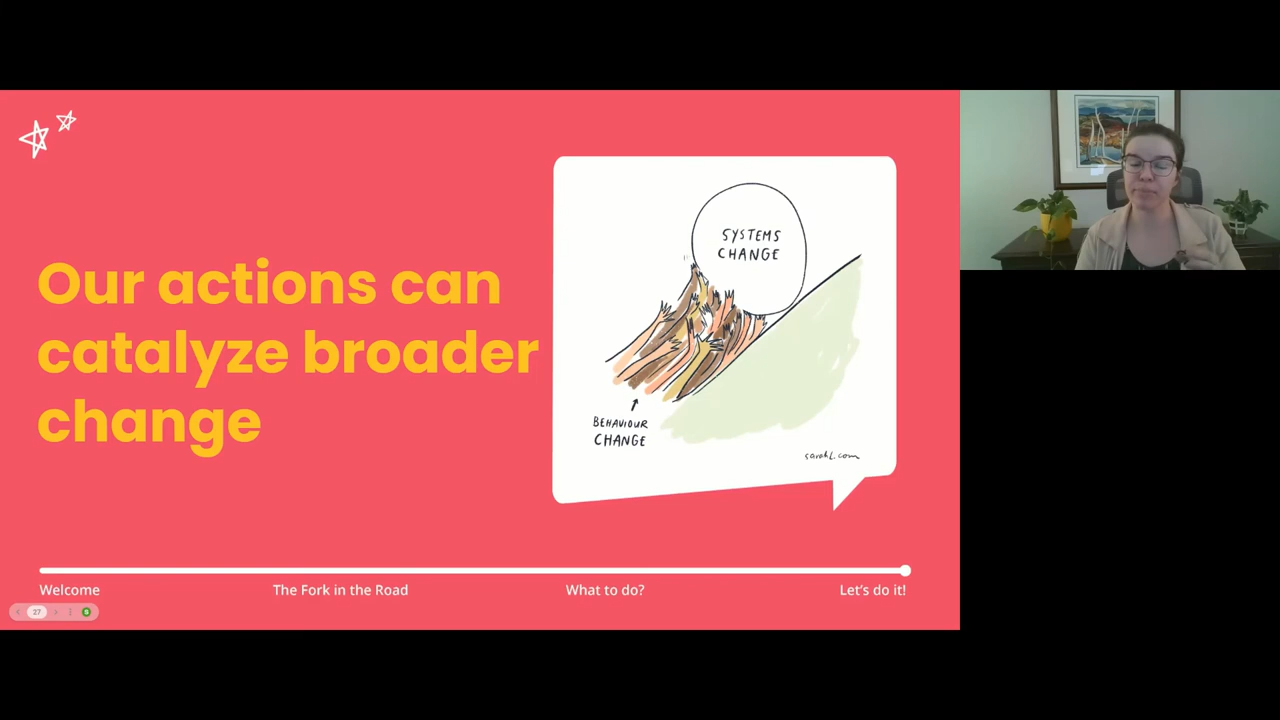 Our actions can
catalyze broader
change
SYSTEMS
CHANGE
BEHAVIOUR
CHANGE
sarahl.com
Welcome
The Fork in the Road
What to do?
Let's do it!
27